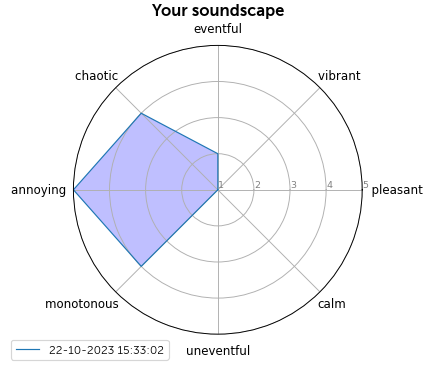 Your soundscape
eventful
chaotic
vibrant
annoying
1
2
3
4
5
pleasant
monotonous
calm
22-10-2023 15:33:02
uneventful